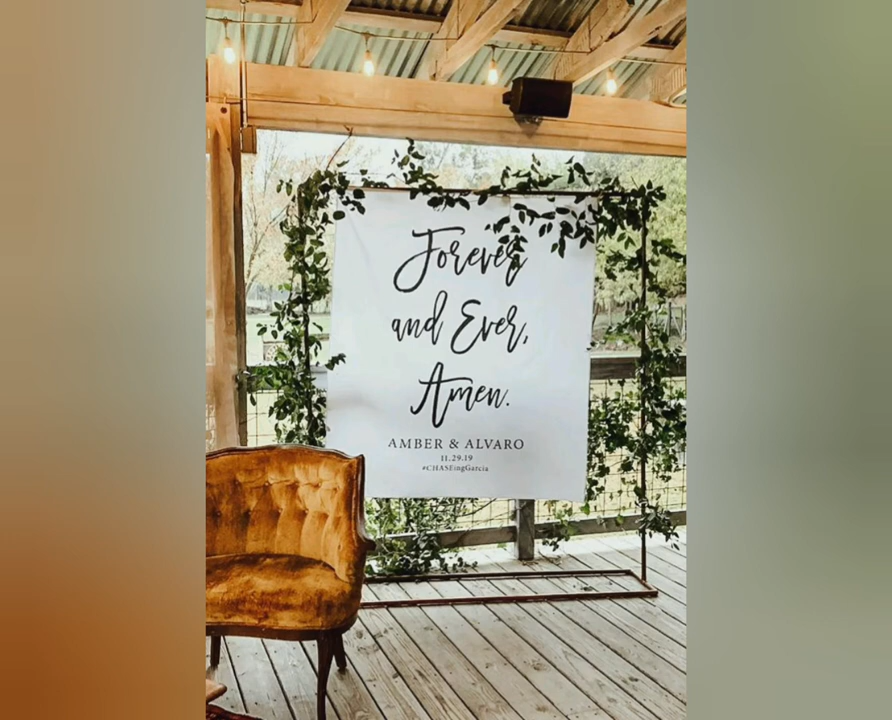 Forever
and Ever,
Amen.
AMBER & ALVARO
11.29.19
#CHASEingGarcia